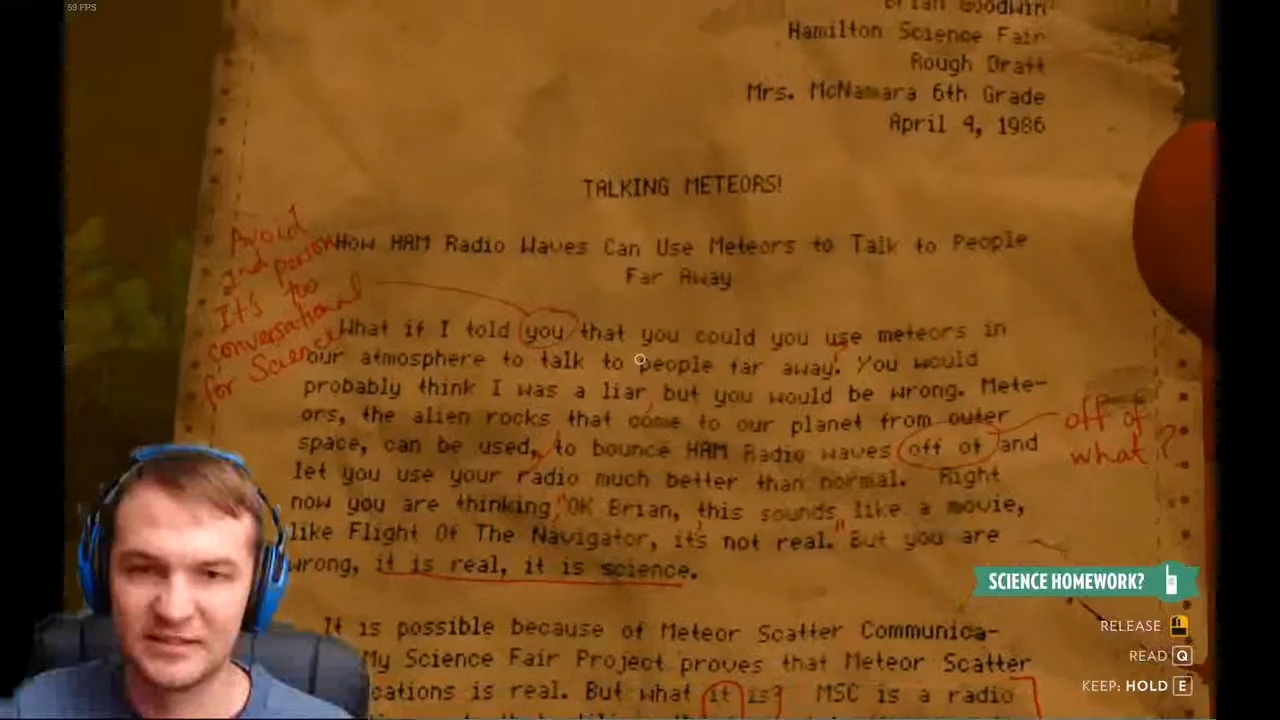 59 FPS
Brian Goodwin
Hamilton Science Fair
Rough Draft
Mrs. McNamara 6th Grade
April 4, 1986
TALKING METEORS!
How HAM Radio Waves Can Use Meteors to Talk to People
Far Away
Avoid
2nd person
It's too
conversational
for Science
What if I told you that you could you use meteors in
our atmosphere to talk to people far away. You would
probably think I was a liar, but you would be wrong. Mete-
ors, the alien rocks that come to our planet from outer
space, can be used, to bounce HAM Radio waves off of and
off of
what?
let you use your radio much better than normal. Right
now you are thinking, "OK Brian, this sounds like a movie,
like Flight Of The Navigator, it's not real." But you are
wrong, it is real, it is science.
It is possible because of Meteor Scatter Communica-
My Science Fair Project proves that Meteor Scatter
cations is real. But what it is? MSC is a radio
SCIENCE HOMEWORK?
RELEASE
READ Q
KEEP: HOLD E